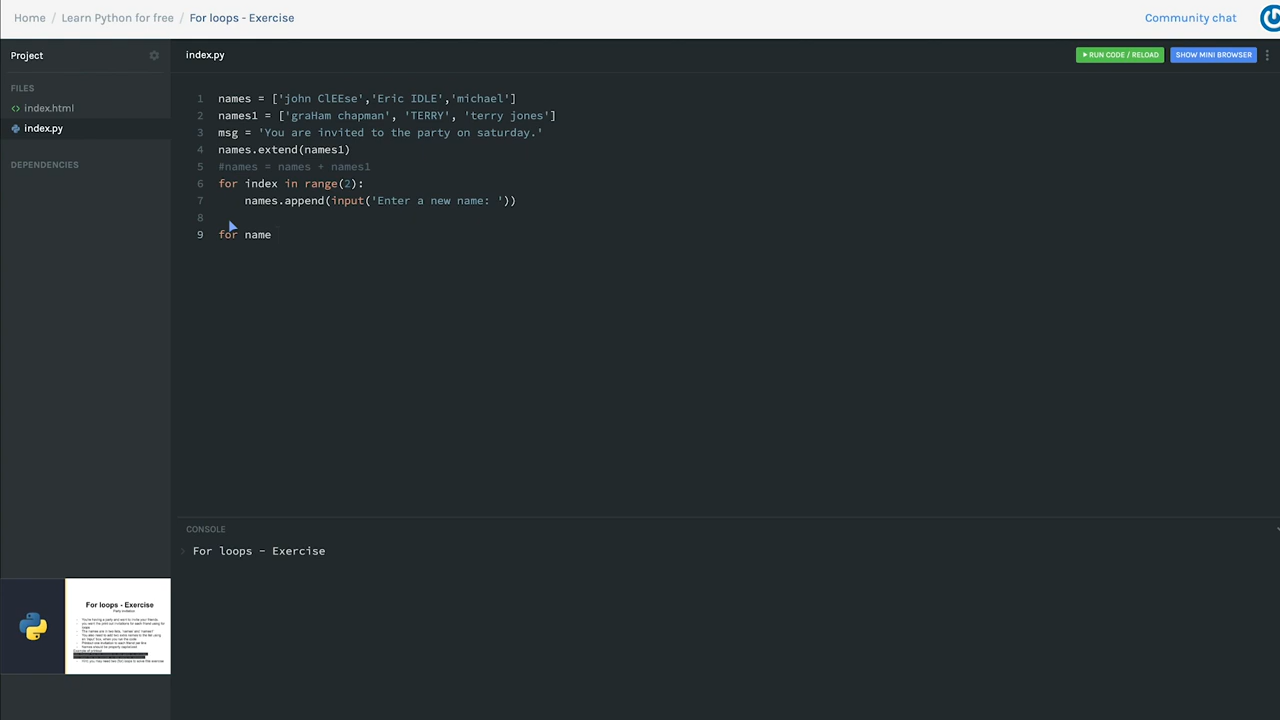 Home / Learn Python for free / For loops - Exercise
Community chat
Project
index.py
RUN CODE / RELOAD
SHOW MINI BROWSER
FILES
<> index.html
index.py
DEPENDENCIES
1 names = ['john ClEEse','Eric IDLE','michael']
2 names1 = ['graHam chapman', 'TERRY', 'terry jones']
3 msg = 'You are invited to the party on saturday.'
4 names.extend(names1)
5 #names = names + names1
6 for index in range(2):
7 names.append(input('Enter a new name: '))
8
9 for name
CONSOLE
> For loops - Exercise
For loops - Exercise
Party invitation